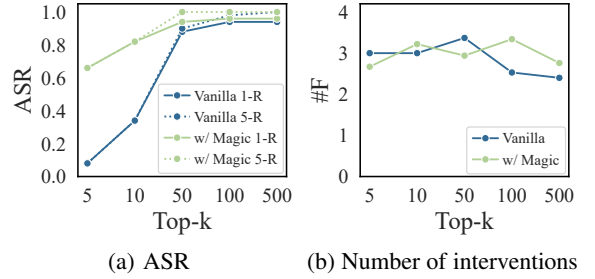 1.0
0.8
0.6
0.4
0.2
0.0
ASR
Vanilla 1-R
Vanilla 5-R
w/ Magic 1-R
w/ Magic 5-R
5 10 50 100 500
Top-k
(a) ASR
4
3
2
1
0
#F
Vanilla
w/ Magic
5 10 50 100 500
Top-k
(b) Number of interventions